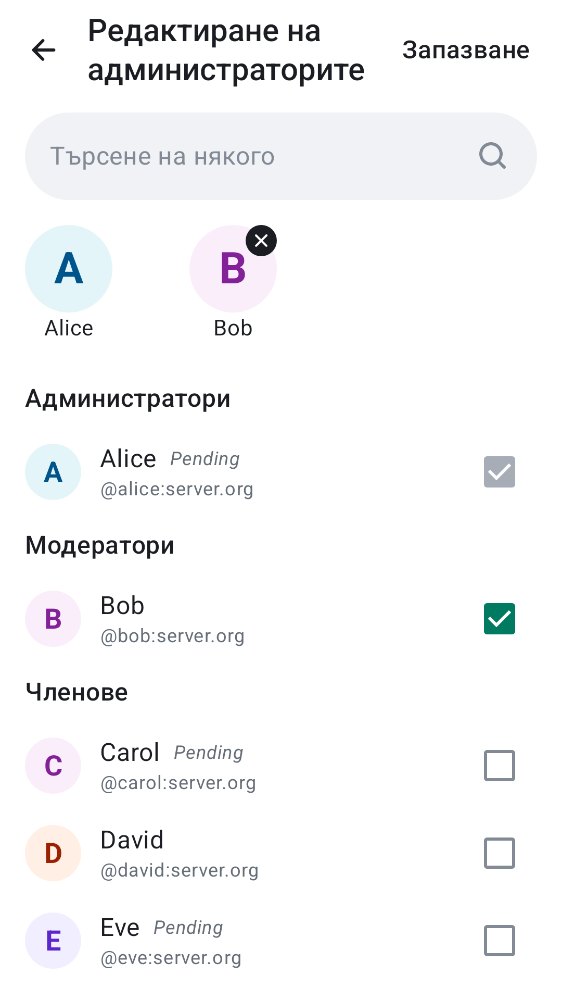 Редактиране на
администраторите
Запазване
Търсене на някого
A
B
Alice
Bob
Администратори
A
Alice Pending
@alice:server.org
Модератори
B
Bob
@bob:server.org
Членове
C
Carol Pending
@carol:server.org
D
David
@david:server.org
E
Eve Pending
@eve:server.org